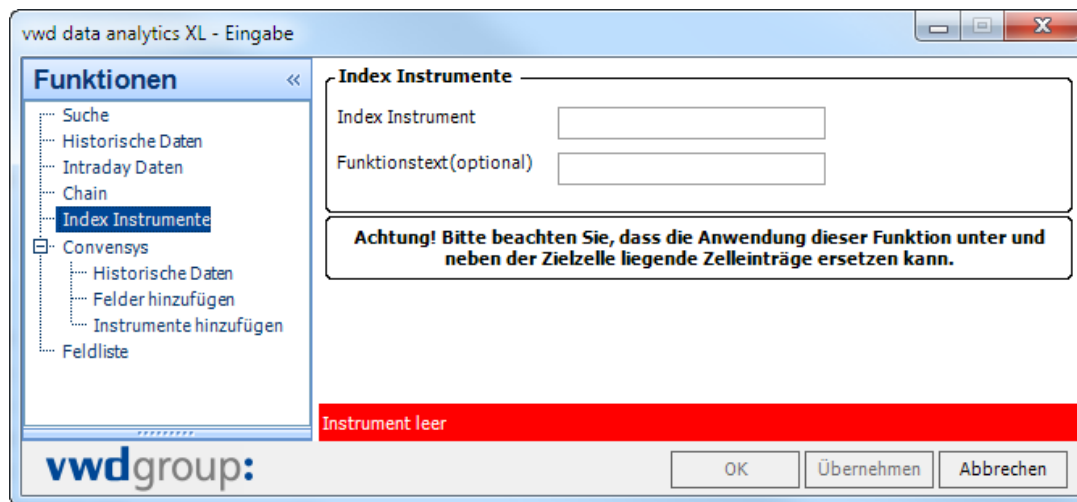 vwd data analytics XL - Eingabe
Funktionen «
Suche
Historische Daten
Intraday Daten
Chain
Index Instrumente
Convensys
Historische Daten
Felder hinzufügen
Instrumente hinzufügen
Feldliste
Index Instrumente
Index Instrument
Funktionstext(optional)
Achtung! Bitte beachten Sie, dass die Anwendung dieser Funktion unter und
neben der Zielzelle liegende Zelleinträge ersetzen kann.
Instrument leer
vwdgroup:
OK Übernehmen Abbrechen